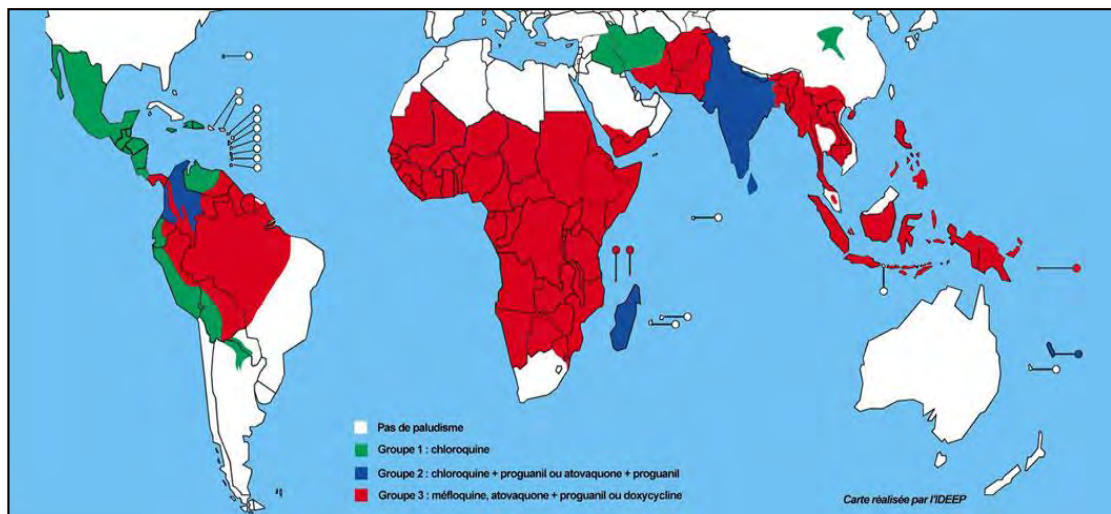 Pas de paludisme
Groupe 1 : chloroquine
Groupe 2 : chloroquine + proguanil ou atovaquone + proguanil
Groupe 3 : méfloquine, atovaquone + proguanil ou doxycycline
Carte réalisée par l'IDEEP